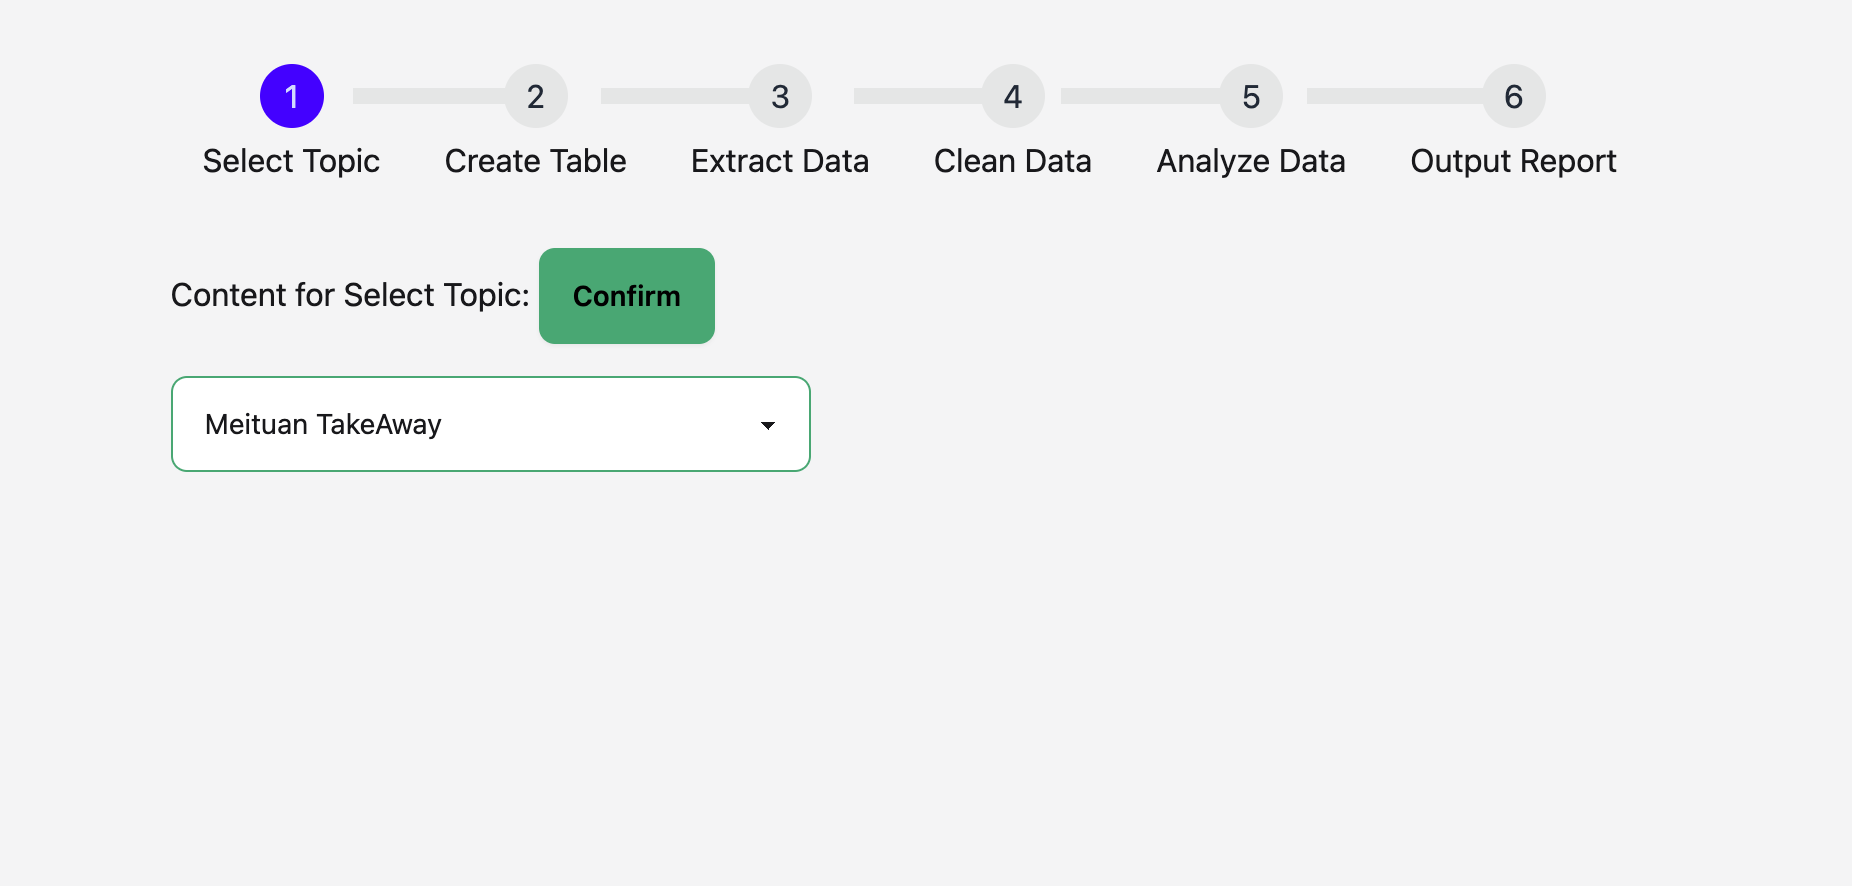 1 2 3 4 5 6
Select Topic Create Table Extract Data Clean Data Analyze Data Output Report
Content for Select Topic: Confirm
Meituan TakeAway